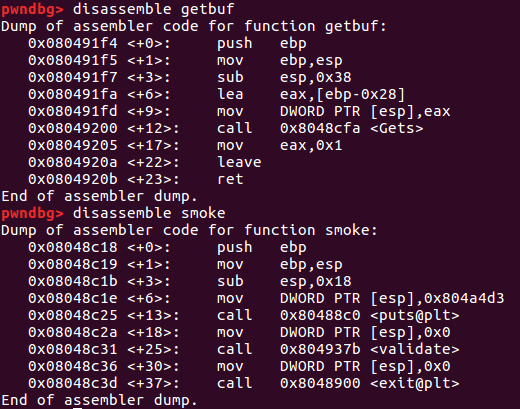 pwndbg> disassemble getbuf
Dump of assembler code for function getbuf:
   0x080491f4 <+0>:     push   ebp
   0x080491f5 <+1>:     mov    ebp,esp
   0x080491f7 <+3>:     sub    esp,0x38
   0x080491fa <+6>:     lea    eax,[ebp-0x28]
   0x080491fd <+9>:     mov    DWORD PTR [esp],eax
   0x08049200 <+12>:    call   0x8048cfa <Gets>
   0x08049205 <+17>:    mov    eax,0x1
   0x0804920a <+22>:    leave
   0x0804920b <+23>:    ret
End of assembler dump.
pwndbg> disassemble smoke
Dump of assembler code for function smoke:
   0x08048c18 <+0>:     push   ebp
   0x08048c19 <+1>:     mov    ebp,esp
   0x08048c1b <+3>:     sub    esp,0x18
   0x08048c1e <+6>:     mov    DWORD PTR [esp],0x804a4d3
   0x08048c25 <+13>:    call   0x80488c0 <puts@plt>
   0x08048c2a <+18>:    mov    DWORD PTR [esp],0x0
   0x08048c31 <+25>:    call   0x804937b <validate>
   0x08048c36 <+30>:    mov    DWORD PTR [esp],0x0
   0x08048c3d <+37>:    call   0x8048900 <exit@plt>
End of assembler dump.